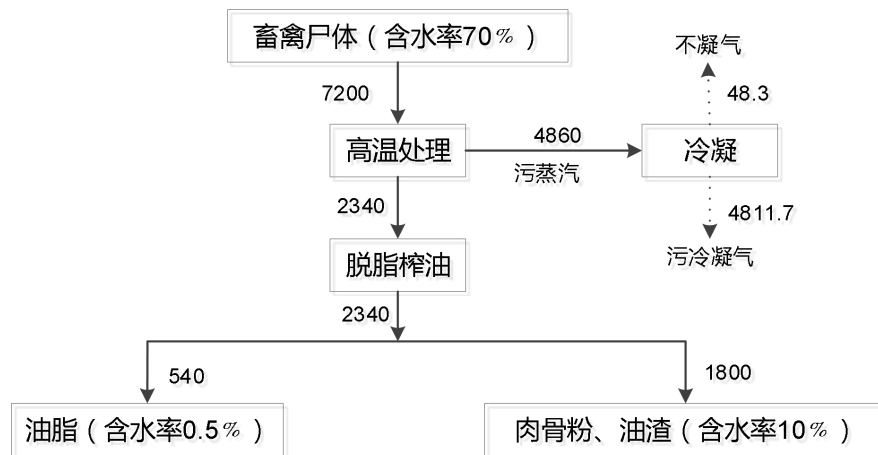 畜禽尸体（含水率70%）
不凝气
7200
48.3
高温处理
4860
污蒸汽
冷凝
2340
4811.7
脱脂榨油
污冷凝气
2340
540
1800
油脂（含水率0.5%）
肉骨粉、油渣（含水率10%）